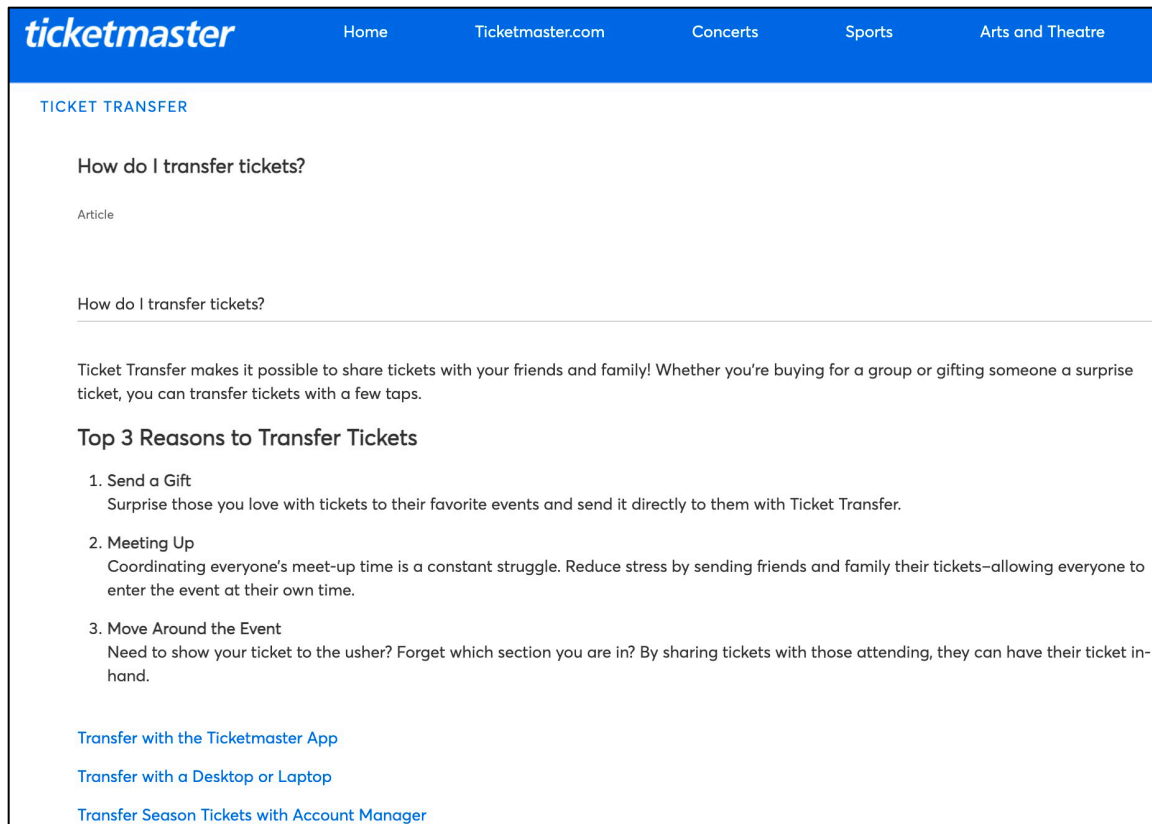 ticketmaster Home Ticketmaster.com Concerts Sports Arts and Theatre
TICKET TRANSFER
How do I transfer tickets?
Article
How do I transfer tickets?
Ticket Transfer makes it possible to share tickets with your friends and family! Whether you're buying for a group or gifting someone a surprise
ticket, you can transfer tickets with a few taps.
Top 3 Reasons to Transfer Tickets
1. Send a Gift
Surprise those you love with tickets to their favorite events and send it directly to them with Ticket Transfer.
2. Meeting Up
Coordinating everyone's meet-up time is a constant struggle. Reduce stress by sending friends and family their tickets–allowing everyone to
enter the event at their own time.
3. Move Around the Event
Need to show your ticket to the usher? Forget which section you are in? By sharing tickets with those attending, they can have their ticket in-
hand.
Transfer with the Ticketmaster App
Transfer with a Desktop or Laptop
Transfer Season Tickets with Account Manager